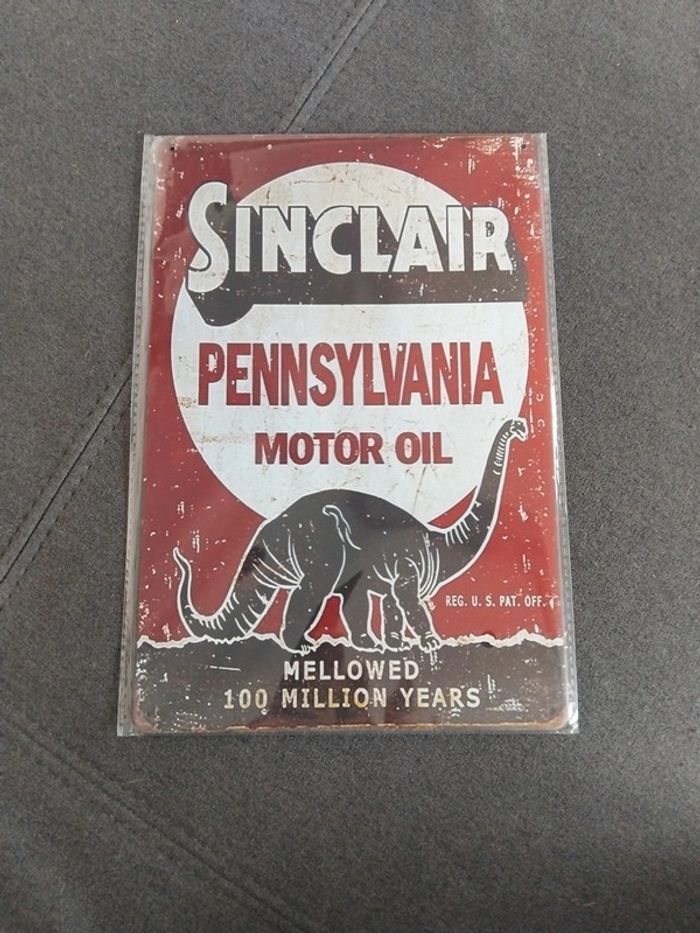 SINCLAIR
PENNSYLVANIA
MOTOR OIL
REG. U. S. PAT. OFF.
MELLOWED
100 MILLION YEARS